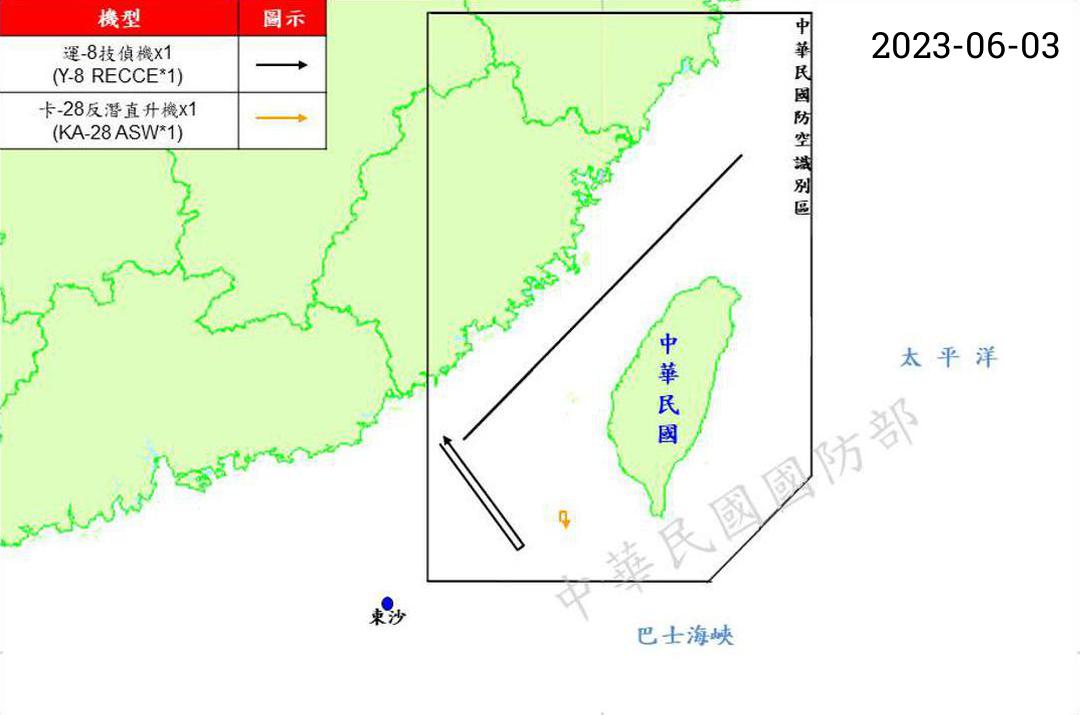 機型
圖示
運-8技偵機x1
(Y-8 RECCE*1)
卡-28反潛直升機x1
(KA-28 ASW*1)
2023-06-03
中華民國防空識別區
中華民國
太平洋
中華民國國防部
東沙
巴士海峽